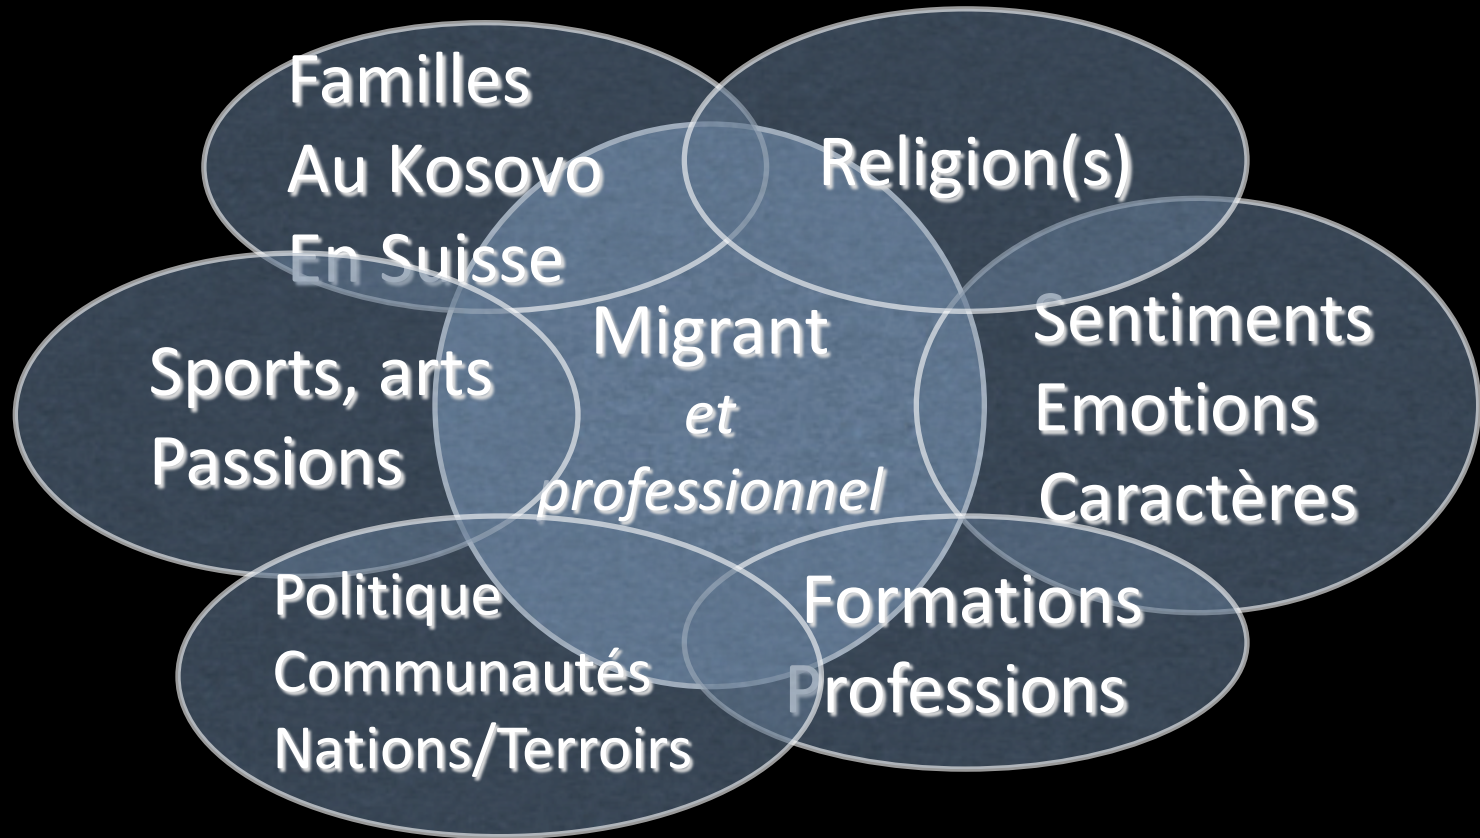 Familles
Au Kosovo
En Suisse
Religion(s)
Sports, arts
Passions
Migrant
et
professionnel
Sentiments
Emotions
Caractères
Politique
Communautés
Nations/Terroirs
Formations
Professions